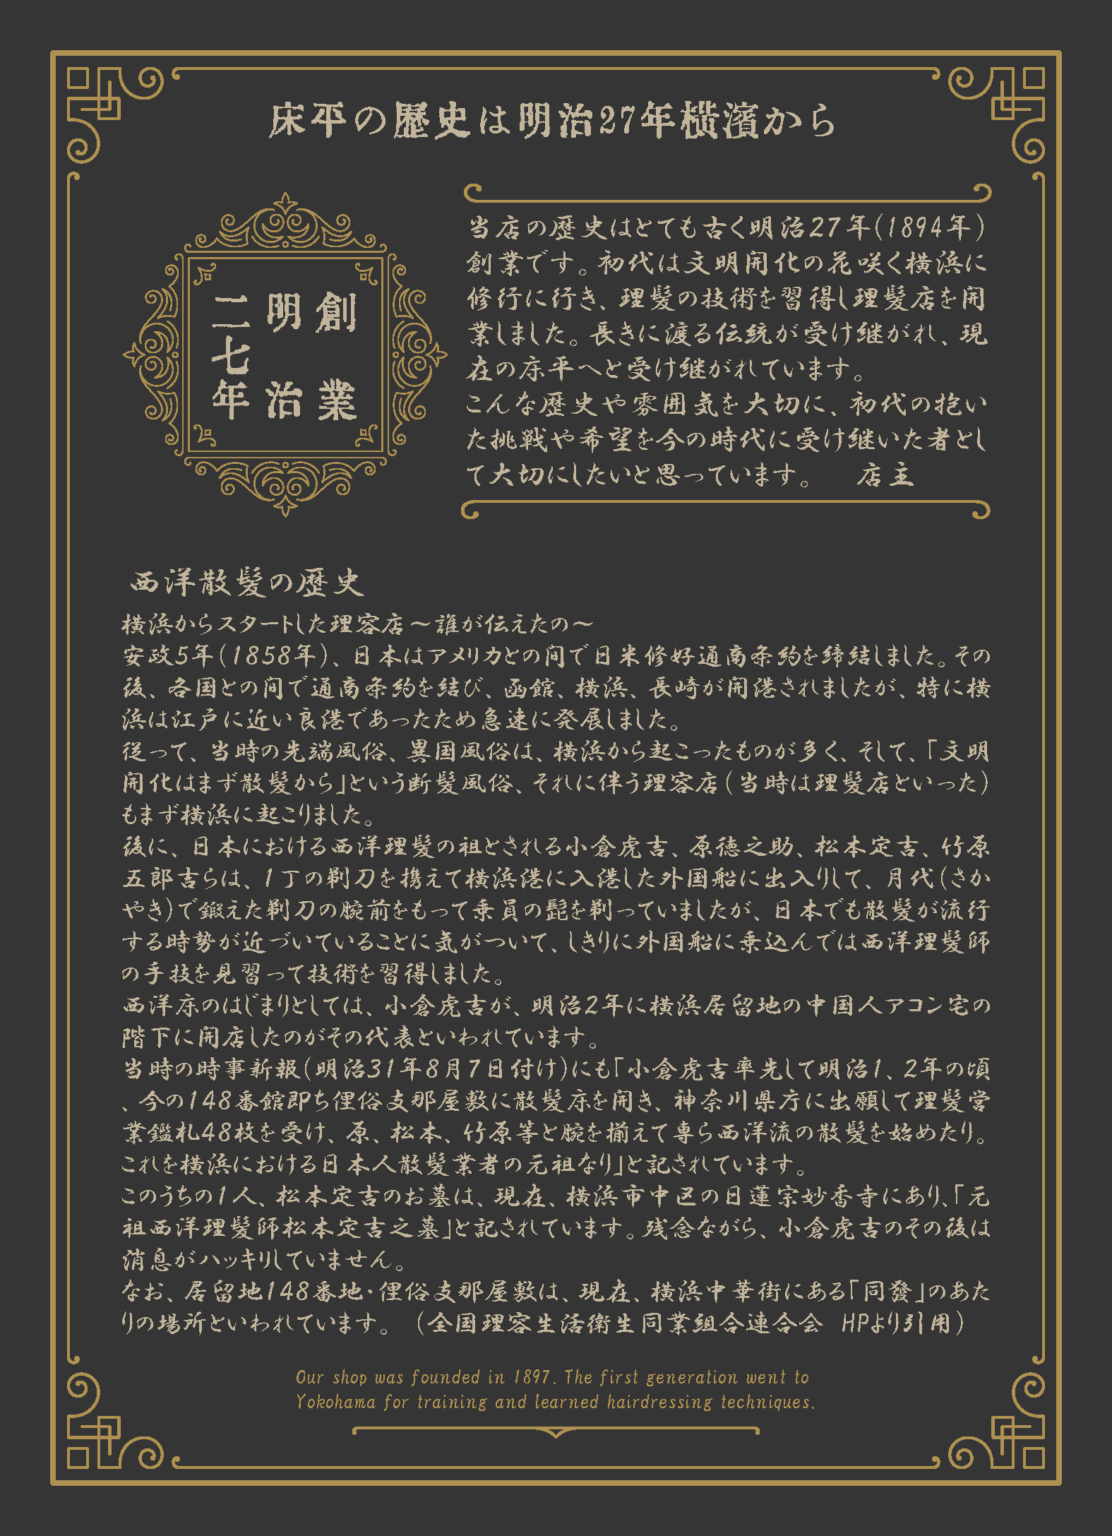 床平の歴史は明治27年横濱から
創業
明治
二七年
当店の歴史はとても古く明治27年(1894年)
創業です。初代は文明開化の花咲く横浜に
修行に行き、理髪の技術を習得し理髪店を開
業しました。長きに渡る伝統が受け継がれ、現
在の床平へと受け継がれています。
こんな歴史や雰囲気を大切に、初代の抱い
た挑戦や希望を今の時代に受け継いた者とし
て大切にしたいと思っています。　店主
西洋散髪の歴史
横浜からスタートした理容店～誰が伝えたの～
安政5年(1858年)、日本はアメリカとの間で日米修好通商条約を締結しました。その
後、各国との間で通商条約を結び、函館、横浜、長崎が開港されましたが、特に横
浜は江戸に近い良港であったため急速に発展しました。
従って、当時の先端風俗、異国風俗は、横浜から起こったものが多く、そして、「文明
開化はまず散髪から」という断髪風俗、それに伴う理容店(当時は理髪店といった)
もまず横浜に起こりました。
後に、日本における西洋理髪の祖とされる小倉虎吉、原徳之助、松本定吉、竹原
五郎吉らは、1丁の剃刀を携えて横浜港に入港した外国船に出入りして、月代(さか
やき)で鍛えた剃刀の腕前をもって乗員の髭を剃っていましたが、日本でも散髪が流行
する時勢が近づいていることに気がついて、しきりに外国船に乗込んでは西洋理髪師
の手技を見習って技術を習得しました。
西洋床のはじまりとしては、小倉虎吉が、明治2年に横浜居留地の中国人アコン宅の
階下に開店したのがその代表といわれています。
当時の時事新報(明治31年8月7日付け)にも「小倉虎吉率先して明治1、2年の頃
、今の148番館即ち俚俗支那屋敷に散髪床を開き、神奈川県庁に出願して理髪営
業鑑札48枚を受け、原、松本、竹原等と腕を揃えて専ら西洋流の散髪を始めたり。
これを横浜における日本人散髪業者の元祖なり」と記されています。
このうちの1人、松本定吉のお墓は、現在、横浜市中区の日蓮宗妙香寺にあり、「元
祖西洋理髪師松本定吉之墓」と記されています。残念ながら、小倉虎吉のその後は
消息がハッキリしていません。
なお、居留地148番地・俚俗支那屋敷は、現在、横浜中華街にある「同發」のあた
りの場所といわれています。　(全国理容生活衛生同業組合連合会　HPより引用)
Our shop was founded in 1897. The first generation went to
Yokohama for training and learned hairdressing techniques.